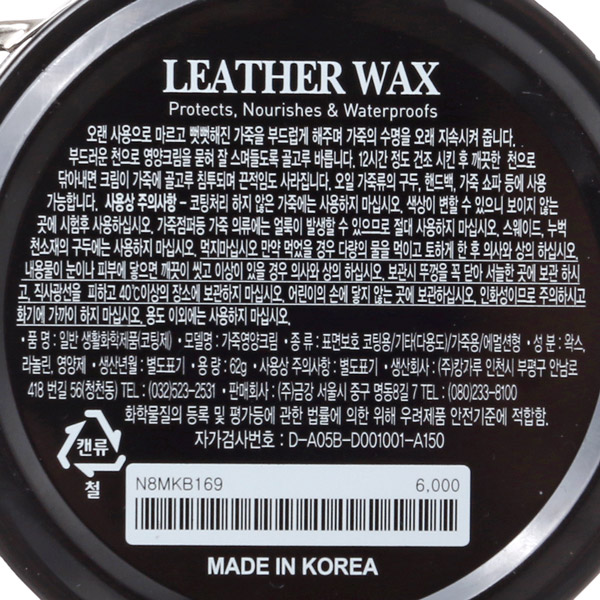 LEATHER WAX
Protects, Nourishes & Waterproofs
오랜 사용으로 마르고 뻣뻣해진 가죽을 부드럽게 해주며 가죽의 수명을 오래 지속시켜 줍니다.
부드러운 천으로 영양크림을 묻혀 잘 스며들도록 골고루 바릅니다. 12시간 정도 건조 시킨 후 깨끗한 천으로
닦아내면 크림이 가죽에 골고루 침투되며 끈적임도 사라집니다. 오일 가죽류의 구두, 핸드백, 가죽 쇼파 등에 사용
가능합니다. 사용상 주의사항 - 코팅처리 하지 않은 가죽에는 사용하지 마십시오. 색상이 변할 수 있으니 보이지 않는
곳에 시험후 사용하십시오. 가죽점퍼등 가죽 의류에는 얼룩이 발생할 수 있으므로 절대 사용하지 마십시오. 스웨이드, 누벅
천소재의 구두에는 사용하지 마십시오. 먹지마십시오 만약 먹었을 경우 다량의 물을 먹이고 토하게 한 후 의사와 상의 하십시오.
내용물이 눈이나 피부에 닿으면 깨끗이 씻고 이상이 있을 경우 의사와 상의 하십시오. 보관시 뚜껑을 꼭 닫아 서늘한 곳에 보관 하시
고, 직사광선을 피하고 40℃이상의 장소에 보관하지 마십시오. 어린이의 손에 닿지 않는 곳에 보관하십시오. 인화성이므로 주의하시고
화기에 가까이 하지 마십시오. 용도 이외에는 사용하지 마십시오.
· 품 명 : 일반 생활화학제품(코팅제) · 모델명 : 가죽영양크림 · 종 류 : 표면보호 코팅용/기타(다용도)/가죽용/에멀션형 · 성 분 : 왁스,
라놀린, 영양제 · 생산년월 : 별도표기 · 용 량 : 62g · 사용상 주의사항 : 별도표기 · 생산회사 : ㈜캉가루 인천시 부평구 안남로
418 번길 56(청천동) TEL : (032)523-2531 · 판매회사 : ㈜금강 서울시 중구 명동8길 7 TEL : (080)233-8100
화학물질의 등록 및 평가등에 관한 법률에 의한 위해 우려제품 안전기준에 적합함.
자가검사번호 : D-A05B-D001001-A150
캔류
철
N8MKB169 6,000
MADE IN KOREA